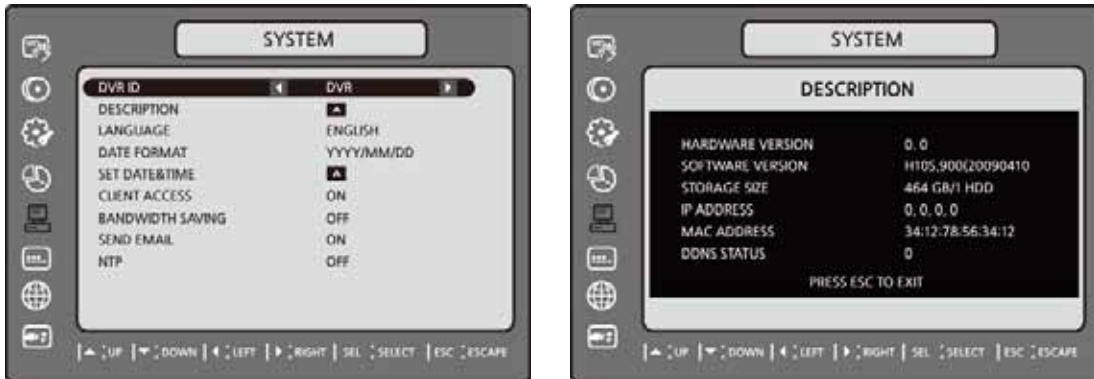 SYSTEM
DVR ID DVR
DESCRIPTION
LANGUAGE ENGLISH
DATE FORMAT YYYY/MM/DD
SET DATE&TIME
CLIENT ACCESS ON
BANDWIDTH SAVING OFF
SEND EMAIL ON
NTP OFF
▲ : UP ▼ : DOWN ◀ : LEFT ▶ : RIGHT SEL : SELECT ESC : ESCAPE
SYSTEM
DESCRIPTION
HARDWARE VERSION 0. 0
SOFTWARE VERSION H105,900(20090410
STORAGE SIZE 464 GB/1 HDD
IP ADDRESS 0. 0. 0. 0
MAC ADDRESS 34:12:78:56:34:12
DDNS STATUS 0
PRESS ESC TO EXIT
▲ : UP ▼ : DOWN ◀ : LEFT ▶ : RIGHT SEL : SELECT ESC : ESCAPE